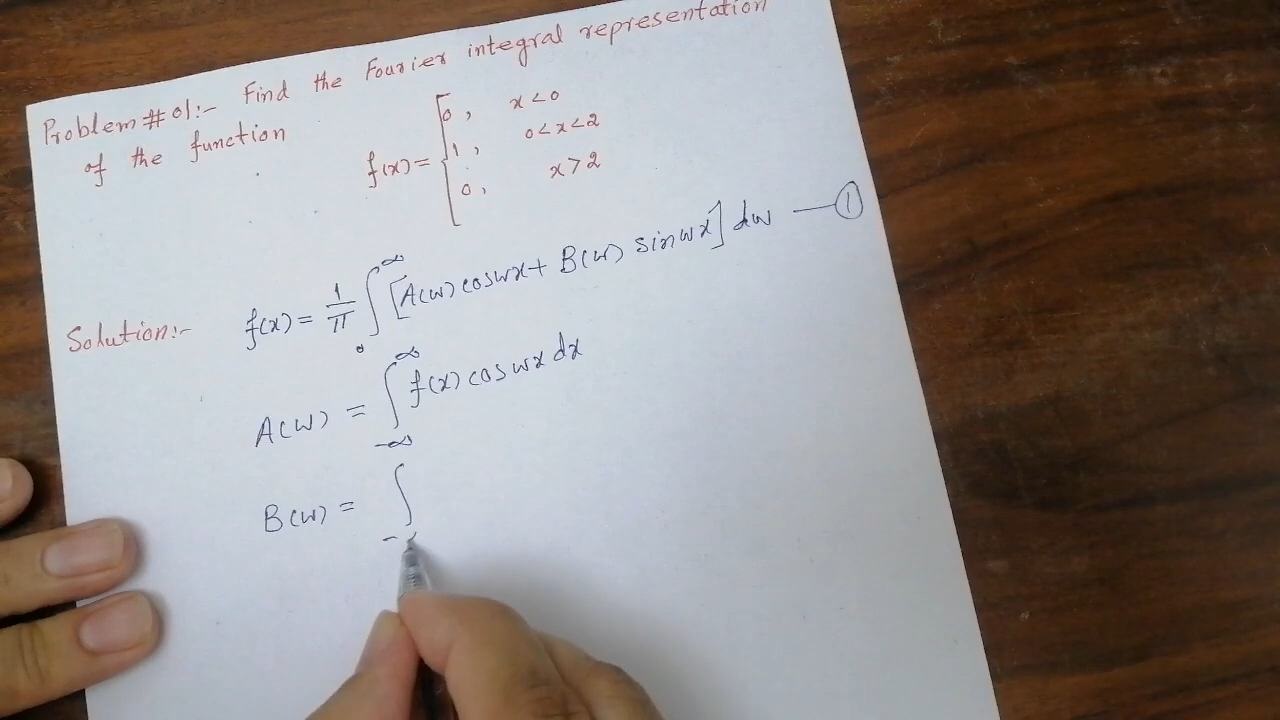 Problem # 01:- Find the Fourier integral representation
of the function
f(x) = { 0, x<0
1, 0<x<2
0, x>2
Solution:- f(x) = 1/π ∫₀^∞ [A(w) cos wx + B(w) sin wx] dw — ①
A(w) = ∫_{-∞}^{∞} f(x) cos wx dx
B(w) = ∫_-